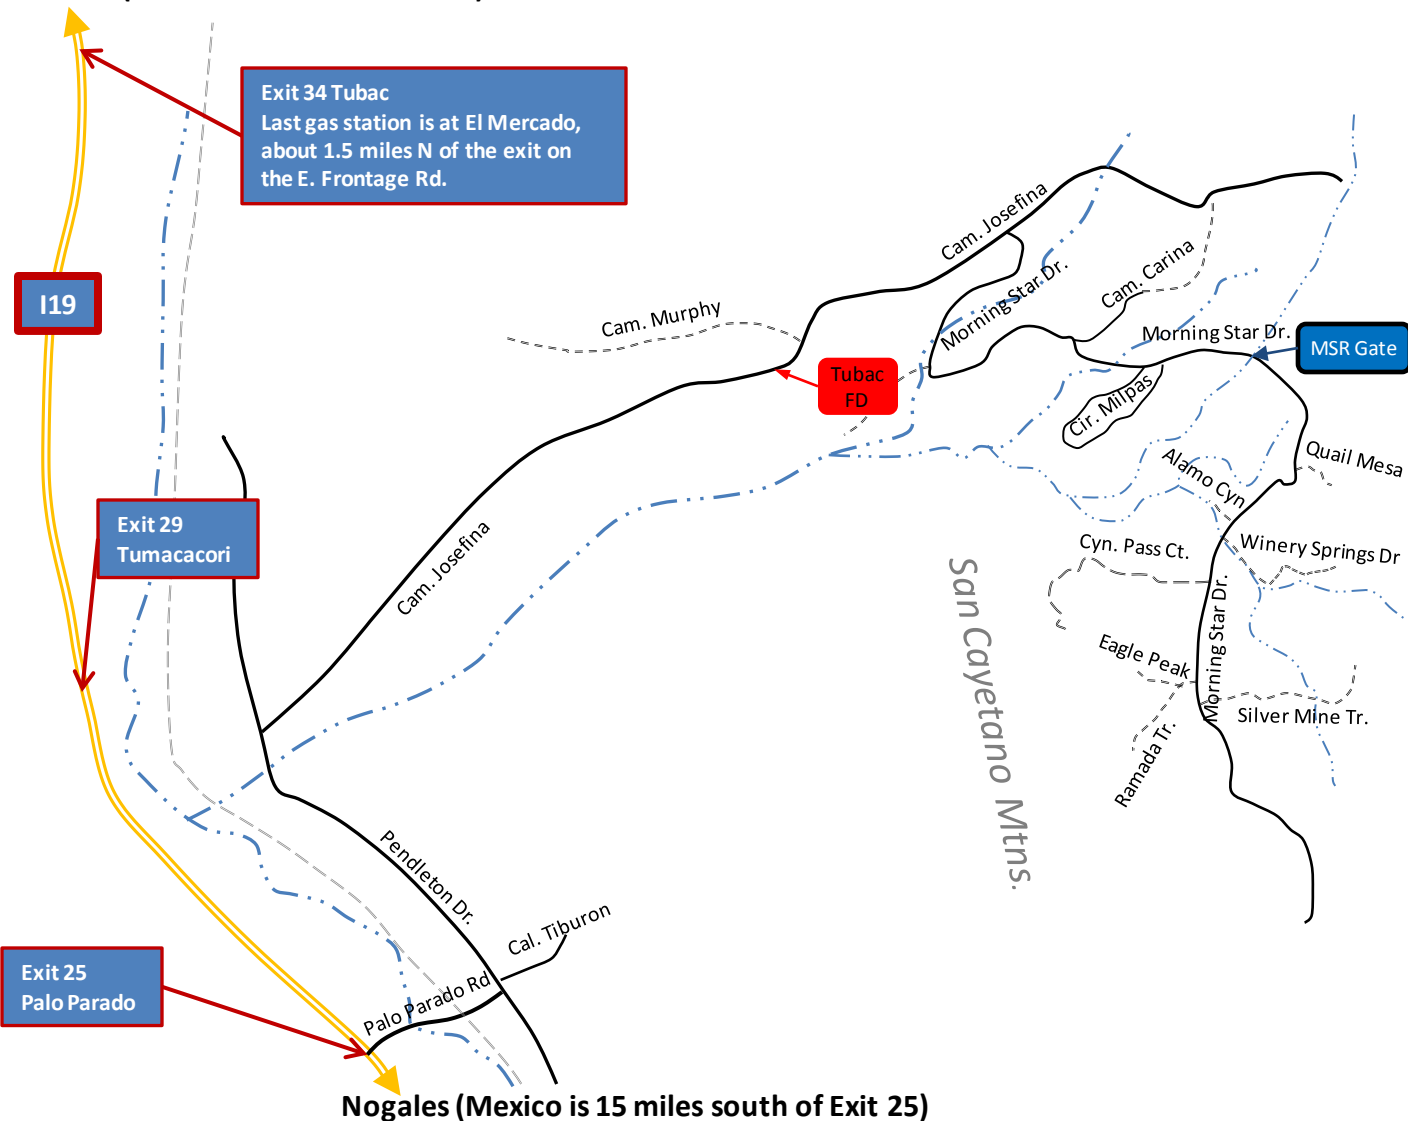 Exit 34 Tubac
Last gas station is at El Mercado,
about 1.5 miles N of the exit on
the E. Frontage Rd.
I19
Cam. Josefina
Cam. Carina
Morning Star Dr.
Cam. Murphy
Morning Star Dr.
MSR Gate
Tubac
FD
Cir. Milpas
Quail Mesa
Alamo Cyn
Exit 29
Tumacacori
Cam. Josefina
Cyn. Pass Ct.
Winery Springs Dr
San Cayetano Mtns.
Morning Star Dr.
Eagle Peak
Silver Mine Tr.
Ramada Tr.
Pendleton Dr.
Cal. Tiburon
Exit 25
Palo Parado
Palo Parado Rd
Nogales (Mexico is 15 miles south of Exit 25)